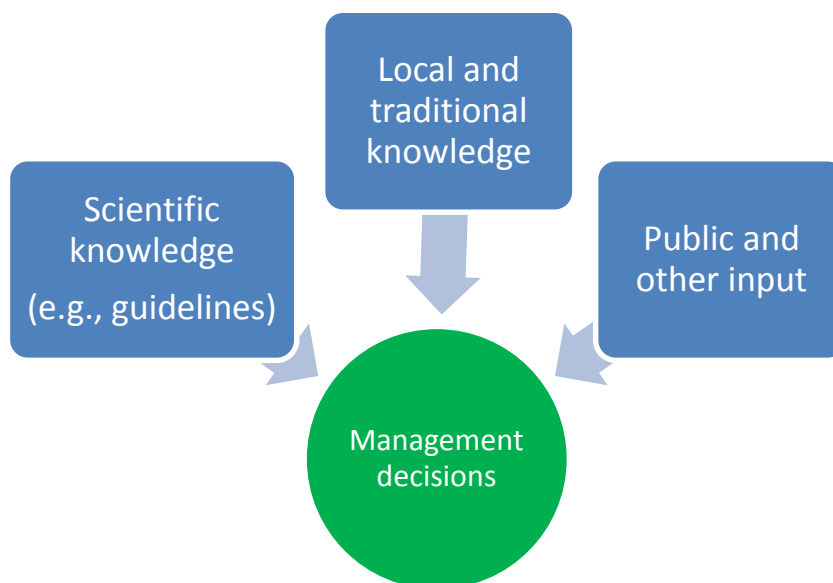 Local and
traditional
knowledge
Scientific
knowledge
(e.g., guidelines)
Public and
other input
Management
decisions